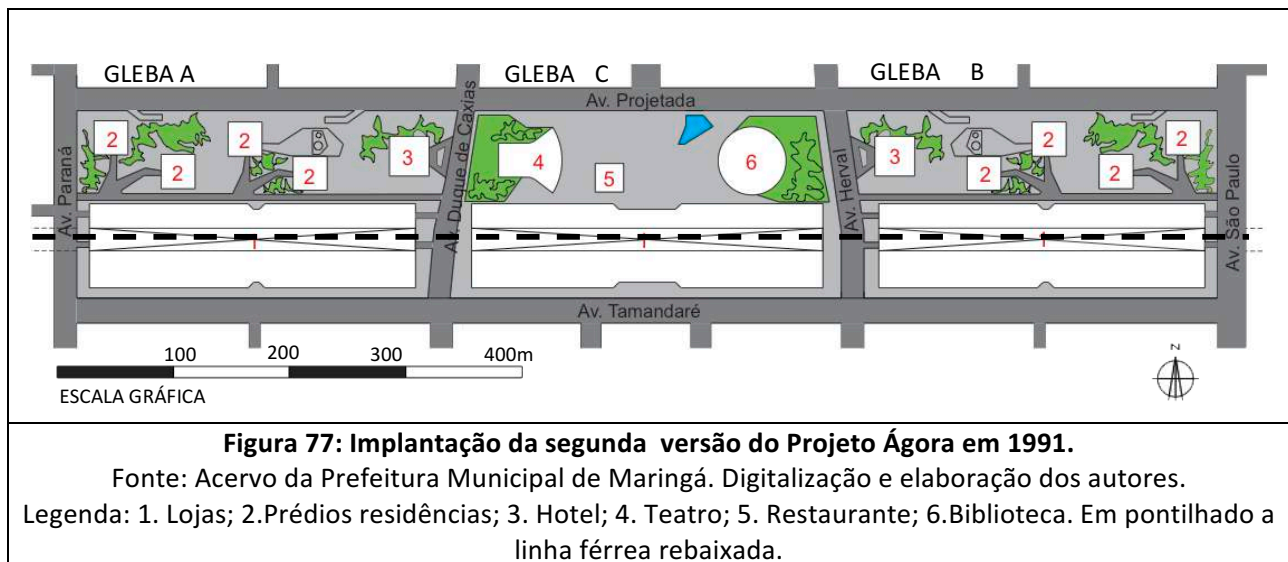 GLEBA A
GLEBA C
GLEBA B
Av. Projetada
Av. Paraná
Av. Duque de Caxias
Av. Herval
Av. São Paulo
2
2
2
2
3
4
5
6
3
2
2
2
2
1
1
1
Av. Tamandaré
100 200 300 400m
ESCALA GRÁFICA
N
Figura 77: Implantação da segunda versão do Projeto Ágora em 1991.
Fonte: Acervo da Prefeitura Municipal de Maringá. Digitalização e elaboração dos autores.
Legenda: 1. Lojas; 2.Prédios residências; 3. Hotel; 4. Teatro; 5. Restaurante; 6.Biblioteca. Em pontilhado a
linha férrea rebaixada.